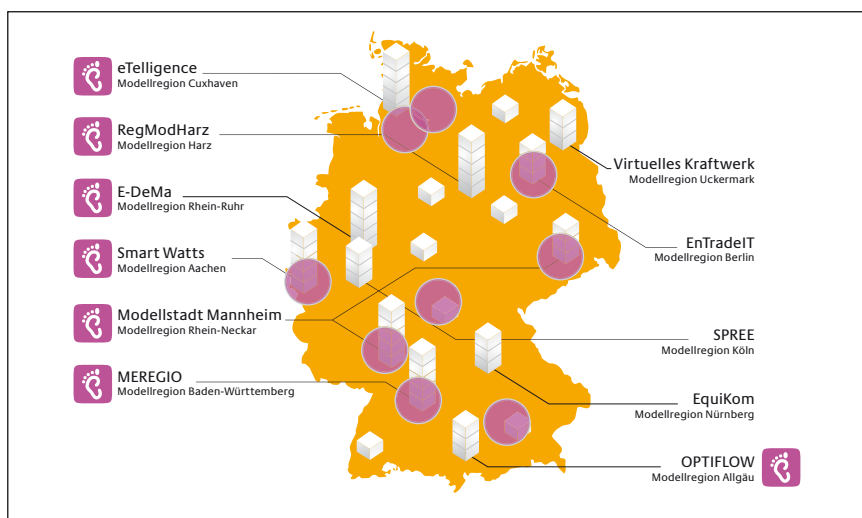 eTelligence
Modellregion Cuxhaven
RegModHarz
Modellregion Harz
E-DeMa
Modellregion Rhein-Ruhr
Smart Watts
Modellregion Aachen
Modellstadt Mannheim
Modellregion Rhein-Neckar
MEREGIO
Modellregion Baden-Württemberg
Virtuelles Kraftwerk
Modellregion Uckermark
EnTradeIT
Modellregion Berlin
SPREE
Modellregion Köln
EquiKom
Modellregion Nürnberg
OPTIFLOW
Modellregion Allgäu